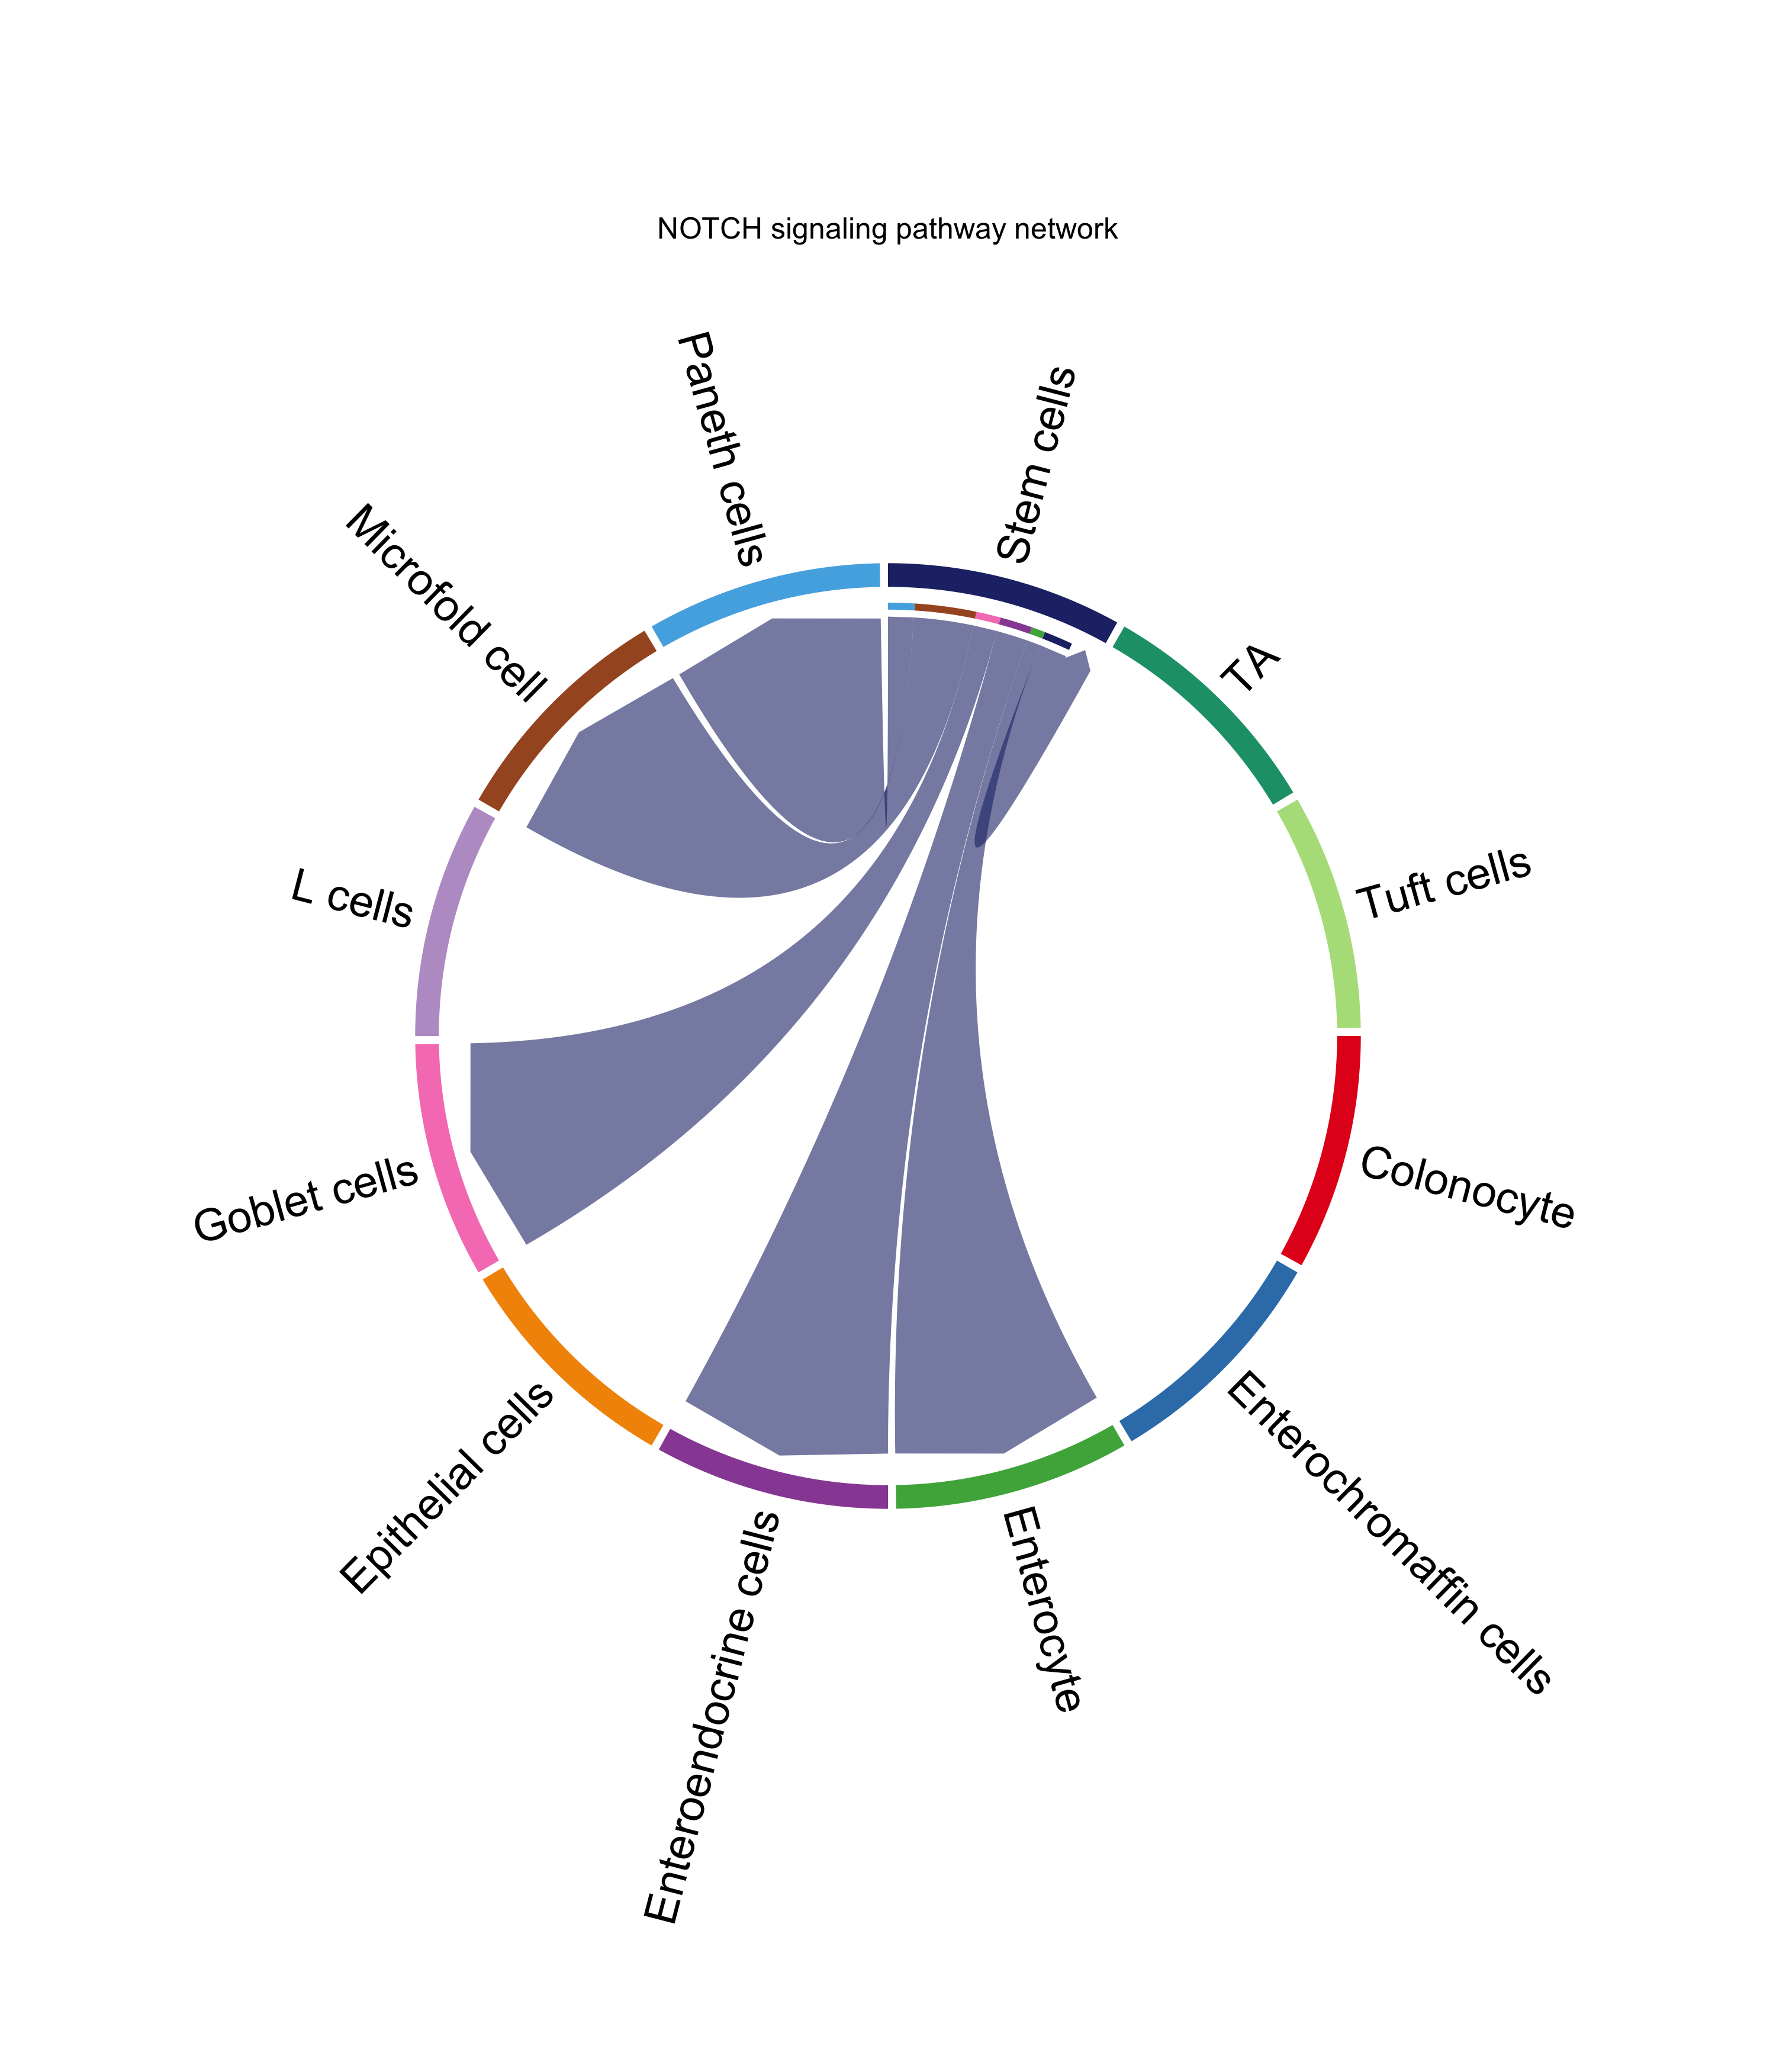 NOTCH signaling pathway network
Paneth cells
Stem cells
Microfold cell
TA
L cells
Tuft cells
Goblet cells
Colonocyte
Epithelial cells
Enterochromaffin cells
Enteroendocrine cells
Enterocyte